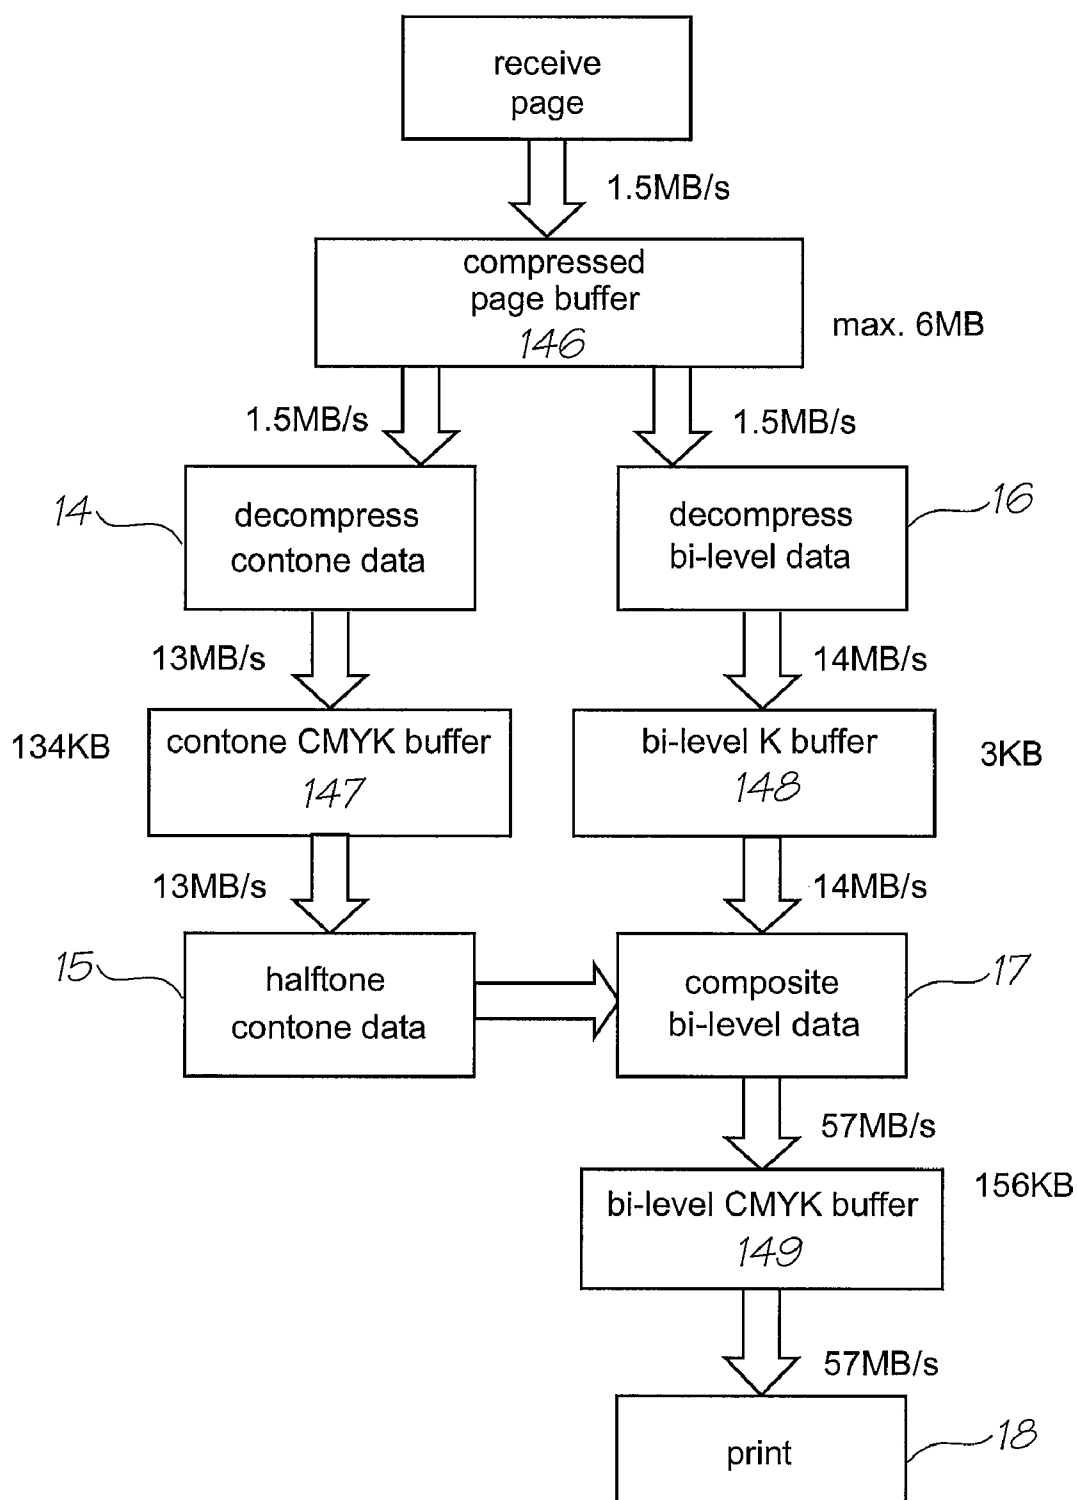 receive
page
1.5MB/s
compressed
page buffer
146
max. 6MB
1.5MB/s
1.5MB/s
14
decompress
contone data
decompress
bi-level data
16
13MB/s
14MB/s
134KB
contone CMYK buffer
147
bi-level K buffer
148
3KB
13MB/s
14MB/s
15
halftone
contone data
composite
bi-level data
17
57MB/s
bi-level CMYK buffer
149
156KB
57MB/s
print
18